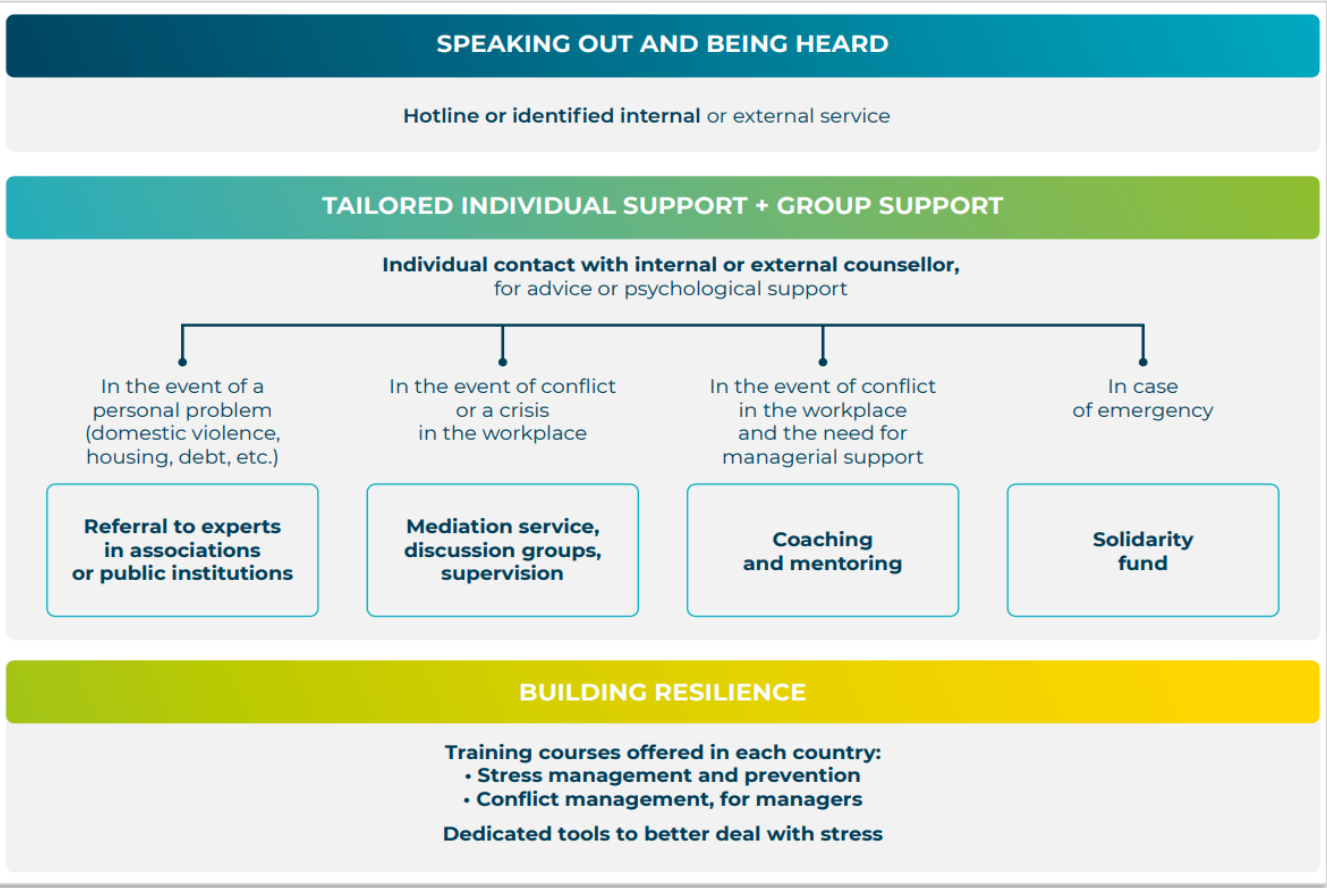 SPEAKING OUT AND BEING HEARD
Hotline or identified internal or external service
TAILORED INDIVIDUAL SUPPORT + GROUP SUPPORT
Individual contact with internal or external counsellor,
for advice or psychological support
In the event of a
personal problem
(domestic violence,
housing, debt, etc.)
Referral to experts
in associations
or public institutions
In the event of conflict
or a crisis
in the workplace
Mediation service,
discussion groups,
supervision
In the event of conflict
in the workplace
and the need for
managerial support
Coaching
and mentoring
In case
of emergency
Solidarity
fund
BUILDING RESILIENCE
Training courses offered in each country:
• Stress management and prevention
• Conflict management, for managers
Dedicated tools to better deal with stress